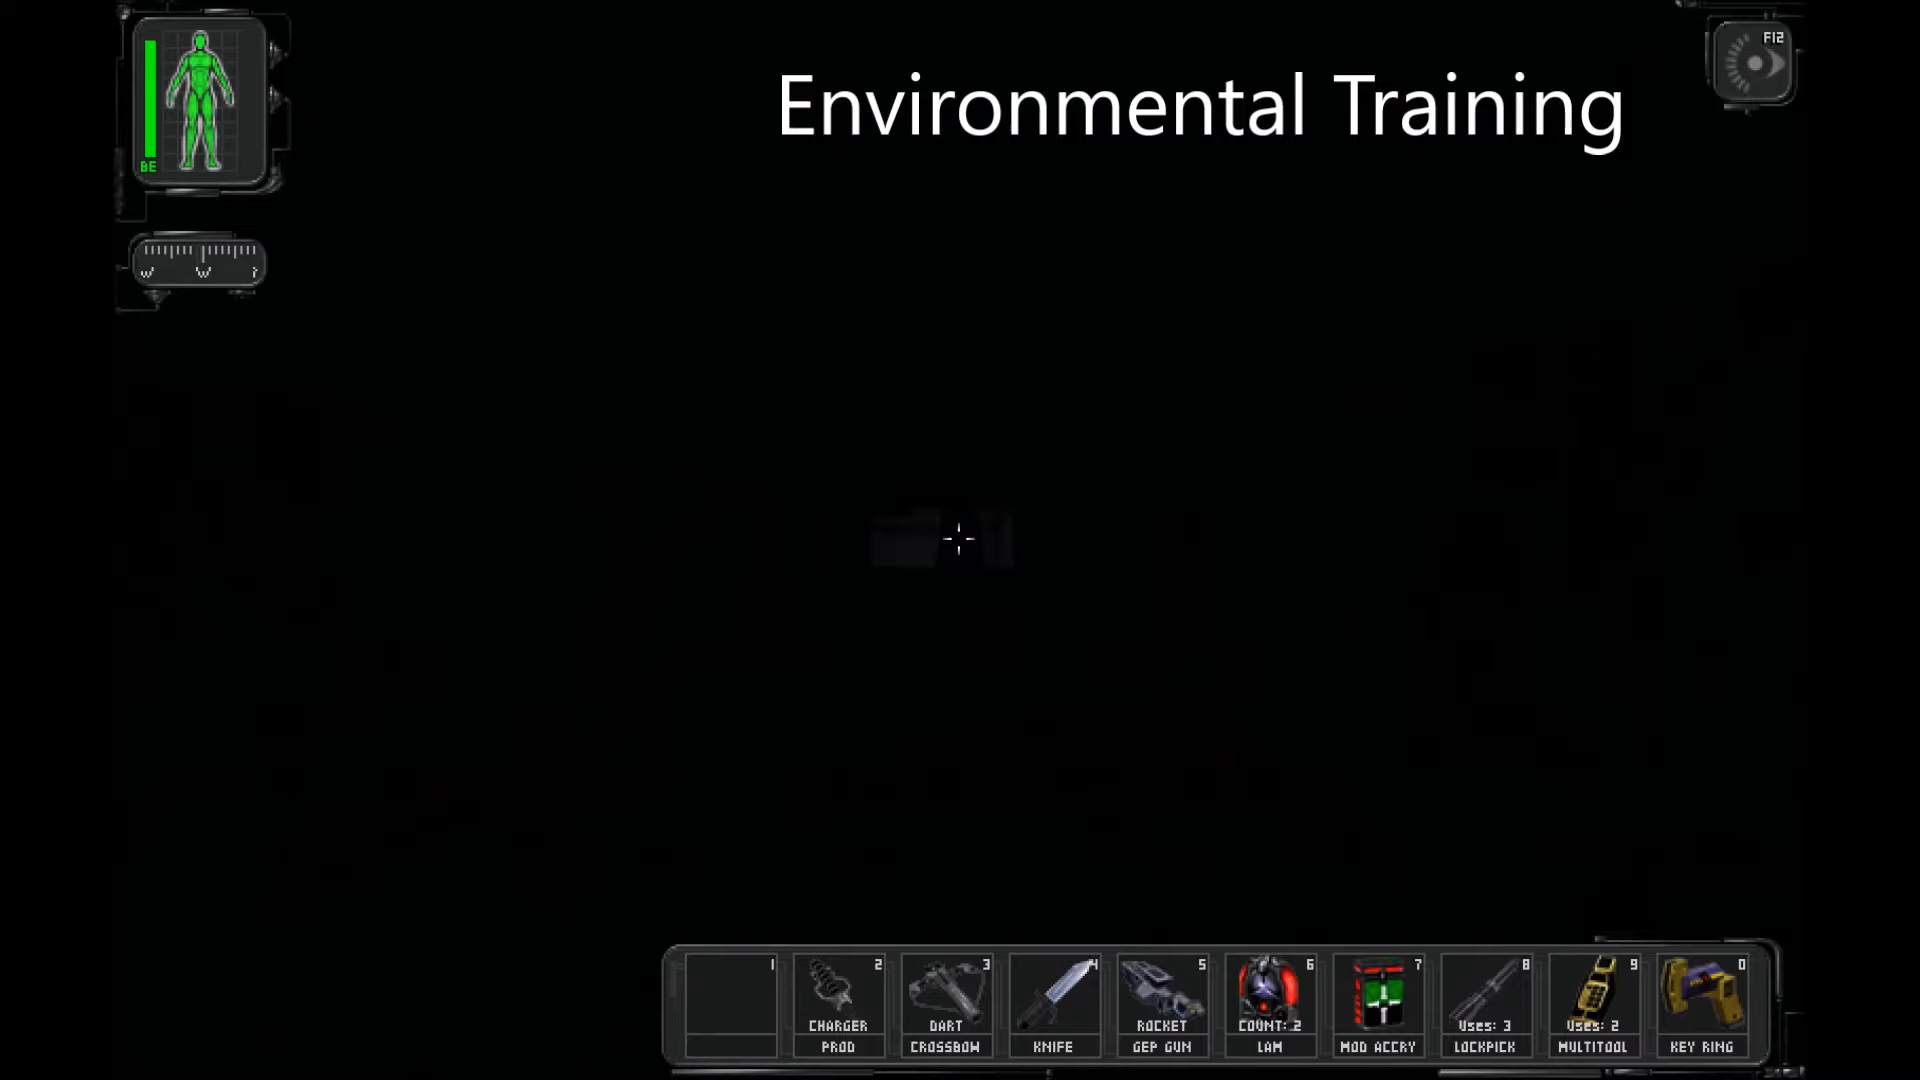 F12
Environmental Training
BE
W W
1 2 3 4 5 6 7 8 9 0
CHARGER DART ROCKET COUNT: 2 Uses: 3 Uses: 2
PROD CROSSBOW KNIFE GEP GUN LAM MOD ACCRY LOCKPICK MULTITOOL KEY RING